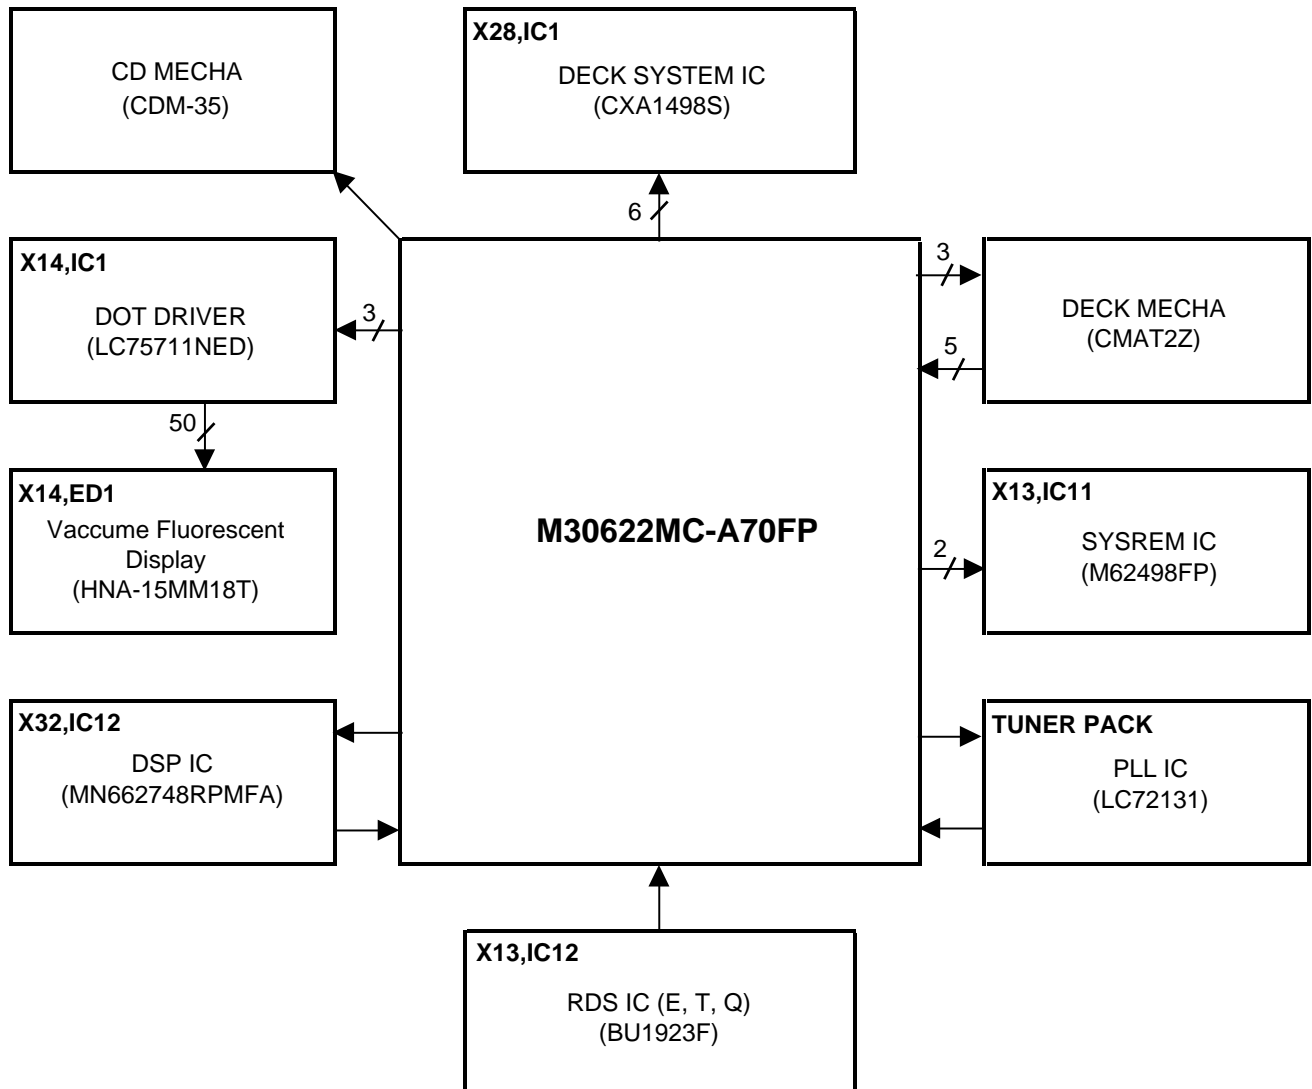 CD MECHA
(CDM-35)
X28,IC1
DECK SYSTEM IC
(CXA1498S)
6
X14,IC1
DOT DRIVER
(LC75711NED)
3
3
DECK MECHA
(CMAT2Z)
5
50
X14,ED1
Vaccume Fluorescent
Display
(HNA-15MM18T)
M30622MC-A70FP
2
X13,IC11
SYSREM IC
(M62498FP)
X32,IC12
DSP IC
(MN662748RPMFA)
TUNER PACK
PLL IC
(LC72131)
X13,IC12
RDS IC (E, T, Q)
(BU1923F)